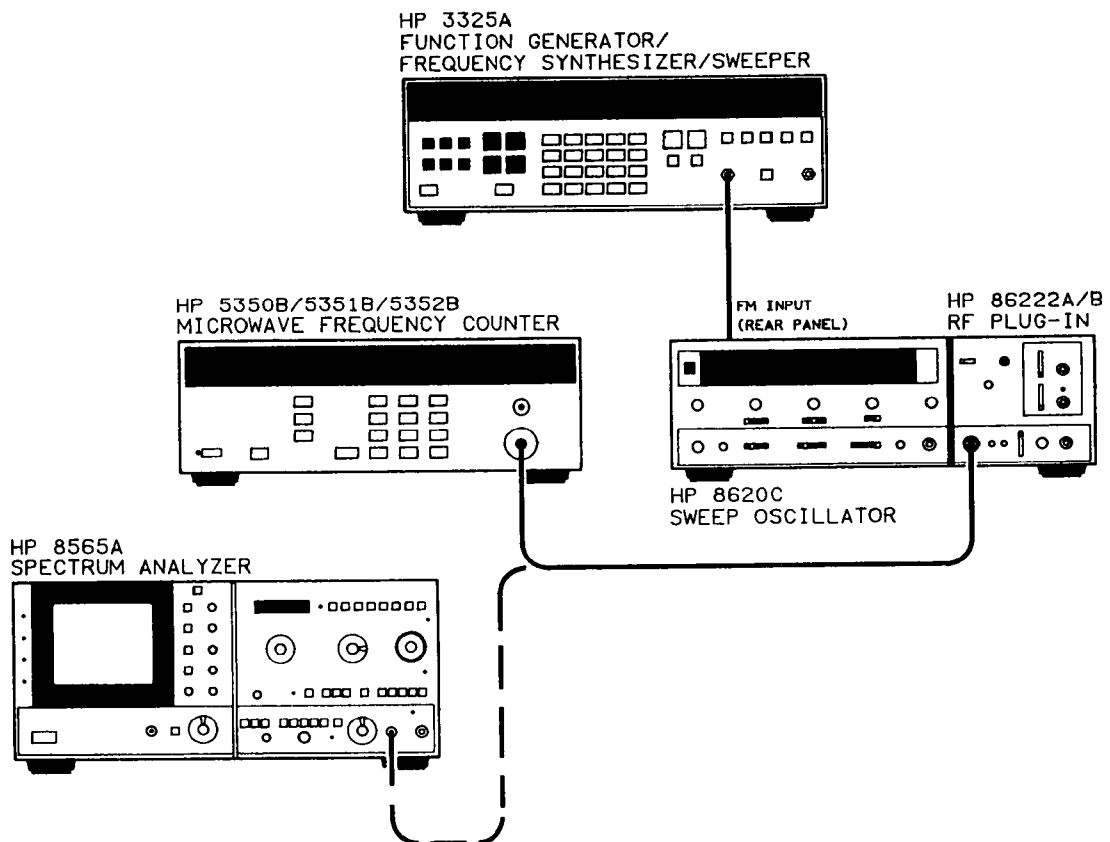 HP 3325A
FUNCTION GENERATOR/
FREQUENCY SYNTHESIZER/SWEEPER
HP 5350B/5351B/5352B
MICROWAVE FREQUENCY COUNTER
FM INPUT
(REAR PANEL)
HP 86222A/B
RF PLUG-IN
HP 8620C
SWEEP OSCILLATOR
HP 8565A
SPECTRUM ANALYZER